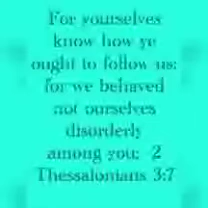 For yourselves
know how ye
ought to follow us:
for we behaved
not ourselves
disorderly
among you; 2
Thessalonians 3:7